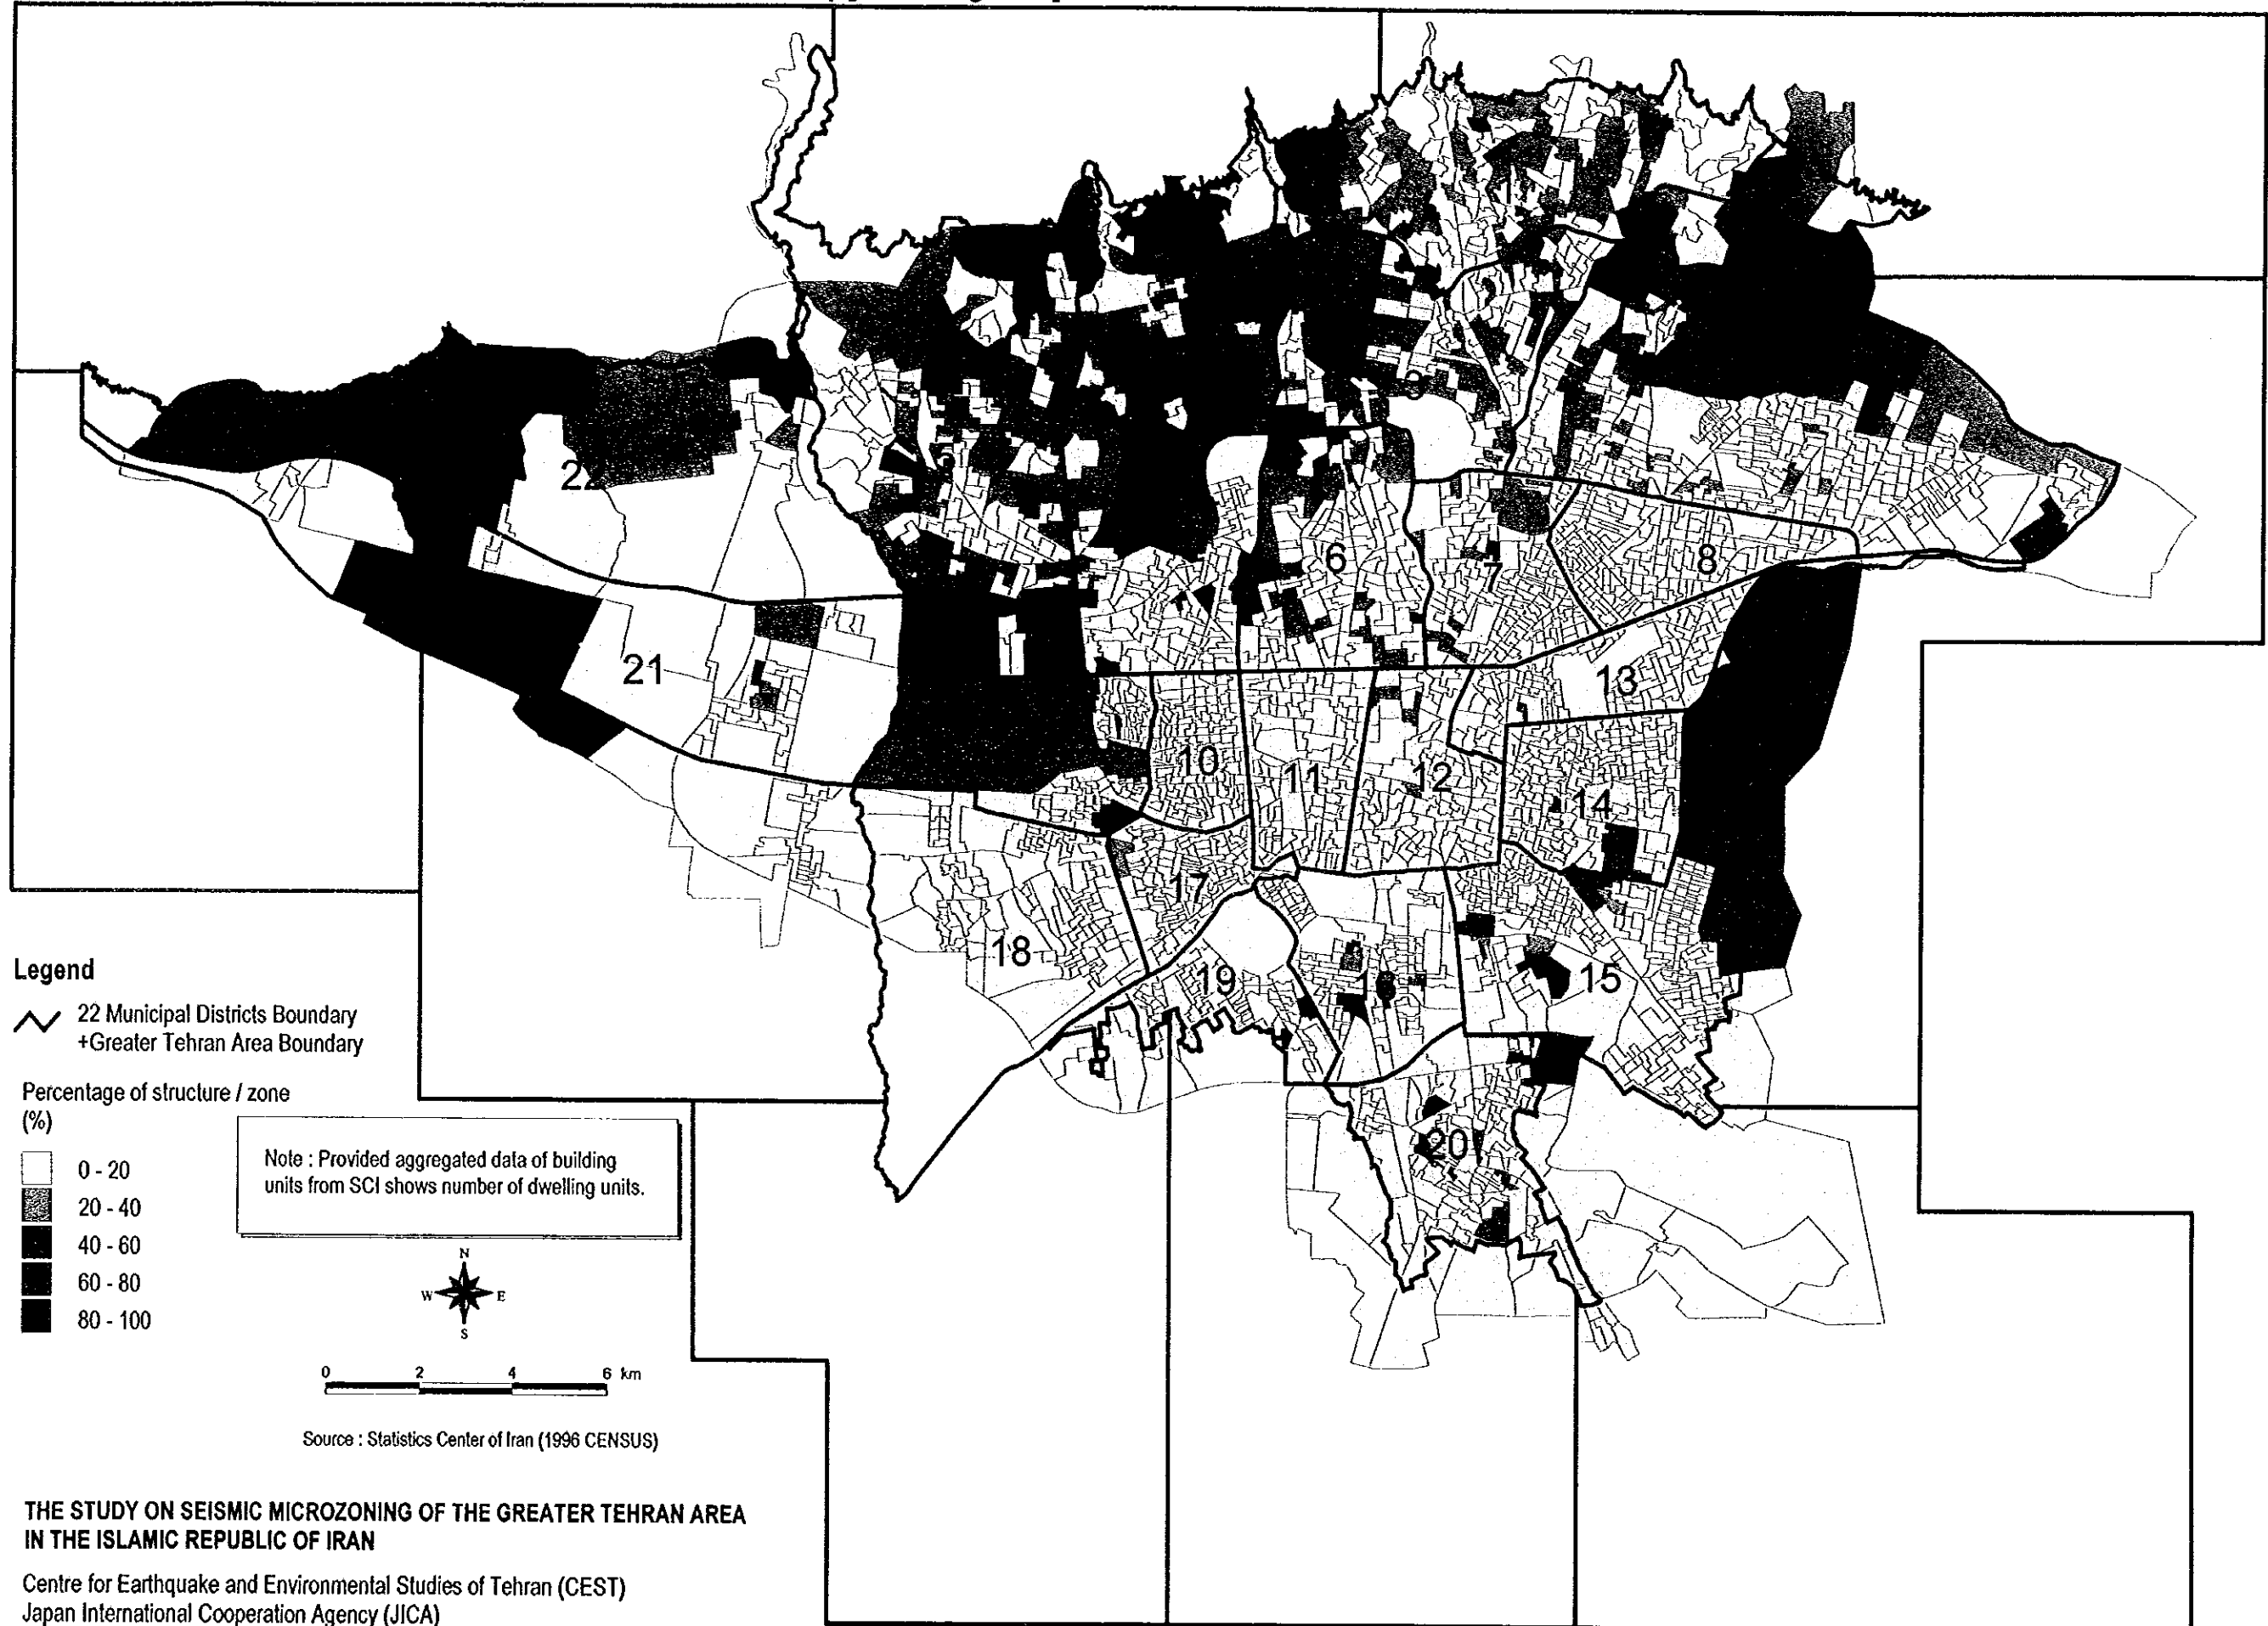 22
21
1
3
5
6
7
8
13
10
11
12
14
17
18
19
16
15
20
Legend
22 Municipal Districts Boundary
+Greater Tehran Area Boundary
Percentage of structure / zone
(%)
0 - 20
20 - 40
40 - 60
60 - 80
80 - 100
Note : Provided aggregated data of building
units from SCI shows number of dwelling units.
N
W E
S
0 2 4 6 km
Source : Statistics Center of Iran (1996 CENSUS)
THE STUDY ON SEISMIC MICROZONING OF THE GREATER TEHRAN AREA
IN THE ISLAMIC REPUBLIC OF IRAN
Centre for Earthquake and Environmental Studies of Tehran (CEST)
Japan International Cooperation Agency (JICA)